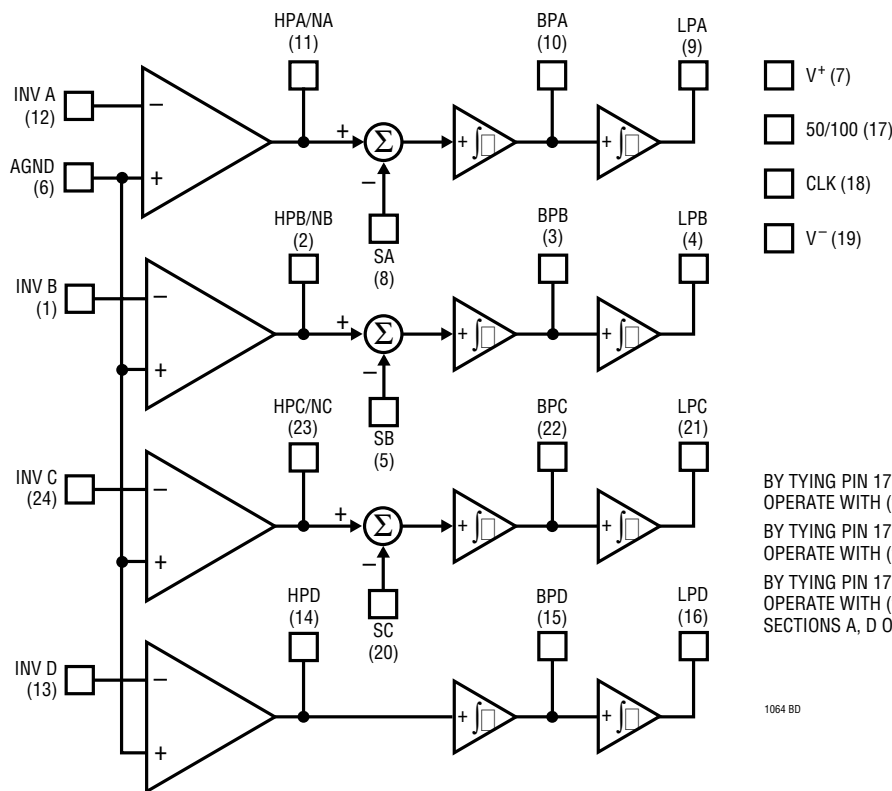 HPA/NA
(11)
BPA
(10)
LPA
(9)
INV A
(12)
AGND
(6)
−
+
+
Σ
−
+ ∫
+ ∫
SA
(8)
V⁺ (7)
50/100 (17)
CLK (18)
V⁻ (19)
HPB/NB
(2)
BPB
(3)
LPB
(4)
INV B
(1)
−
+
+
Σ
−
+ ∫
+ ∫
SB
(5)
HPC/NC
(23)
BPC
(22)
LPC
(21)
INV C
(24)
−
+
+
Σ
−
+ ∫
+ ∫
SC
(20)
HPD
(14)
BPD
(15)
LPD
(16)
INV D
(13)
−
+
+ ∫
+ ∫
BY TYING PIN 17
OPERATE WITH (
BY TYING PIN 17
OPERATE WITH (
BY TYING PIN 17
OPERATE WITH (
SECTIONS A, D O
1064 BD